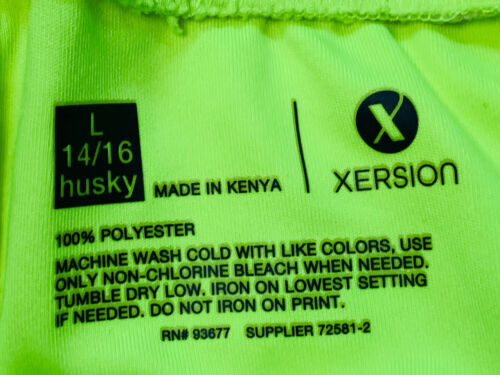 L
14/16
husky
MADE IN KENYA
X
XERSION
100% POLYESTER
MACHINE WASH COLD WITH LIKE COLORS, USE
ONLY NON-CHLORINE BLEACH WHEN NEEDED.
TUMBLE DRY LOW. IRON ON LOWEST SETTING
IF NEEDED. DO NOT IRON ON PRINT.
RN# 93677 SUPPLIER 72581-2